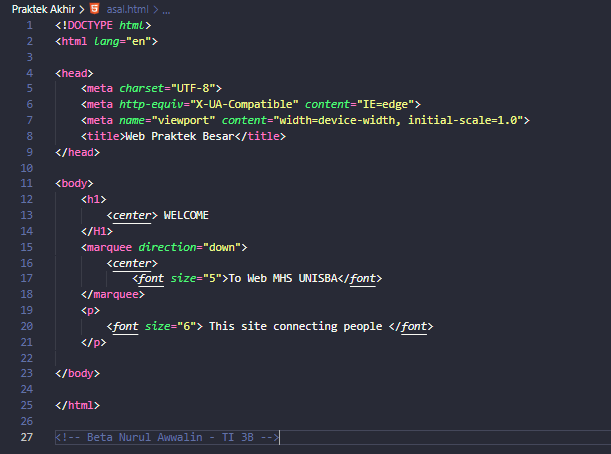 Praktek Akhir > asal.html > ...
1 <!DOCTYPE html>
2 <html lang="en">
3
4 <head>
5     <meta charset="UTF-8">
6     <meta http-equiv="X-UA-Compatible" content="IE=edge">
7     <meta name="viewport" content="width=device-width, initial-scale=1.0">
8     <title>Web Praktek Besar</title>
9 </head>
10
11 <body>
12     <h1>
13         <center> WELCOME
14     </H1>
15     <marquee direction="down">
16         <center>
17             <font size="5">To Web MHS UNISBA</font>
18     </marquee>
19     <p>
20         <font size="6"> This site connecting people </font>
21     </p>
22
23 </body>
24
25 </html>
26
27 <!-- Beta Nurul Awwalin - TI 3B -->